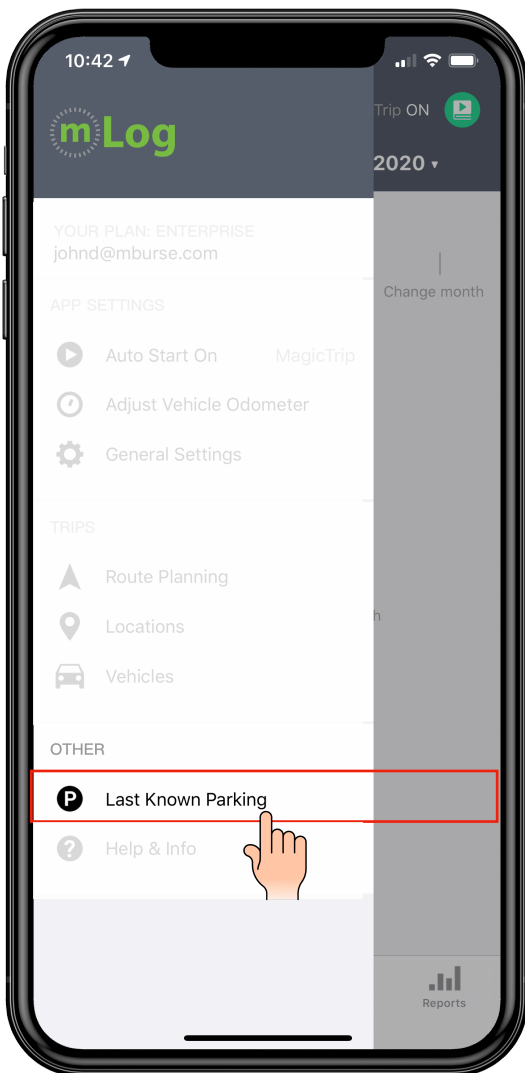 10:42
mLog
Trip ON
2020
YOUR PLAN: ENTERPRISE
johnd@mburse.com
Change month
APP SETTINGS
Auto Start On MagicTrip
Adjust Vehicle Odometer
General Settings
TRIPS
Route Planning
h
Locations
Vehicles
OTHER
P Last Known Parking
? Help & Info
Reports